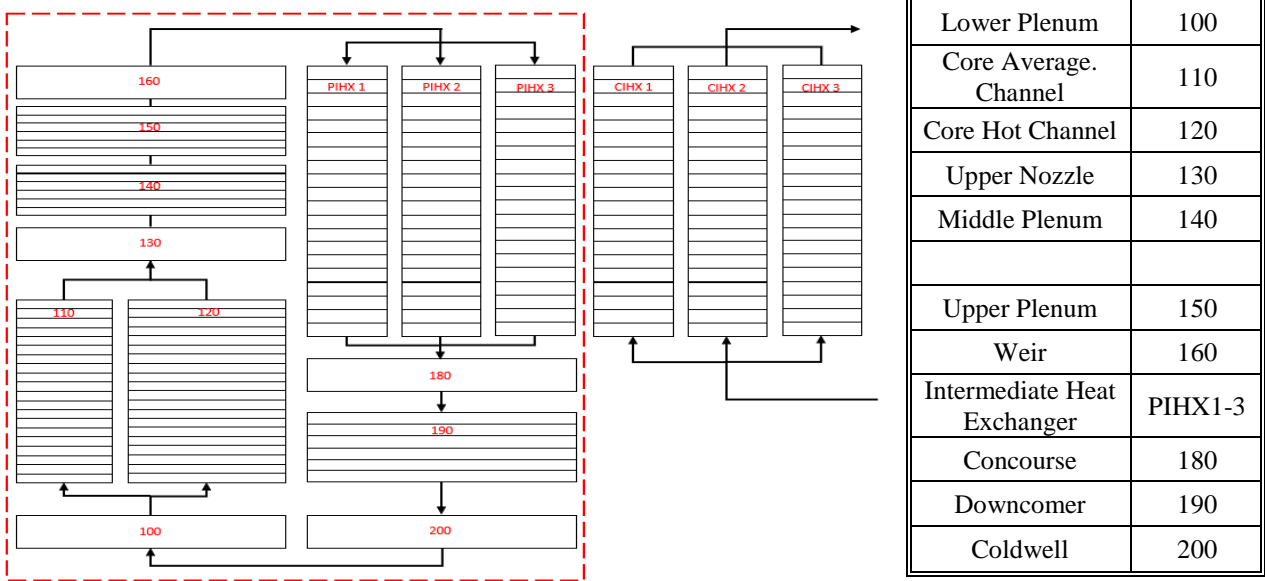 160
150
140
130
110
120
100
PIHX 1
PIHX 2
PIHX 3
180
190
200
CIHX 1
CIHX 2
CIHX 3
Lower Plenum 100
Core Average.
Channel 110
Core Hot Channel 120
Upper Nozzle 130
Middle Plenum 140
Upper Plenum 150
Weir 160
Intermediate Heat
Exchanger PIHX1-3
Concourse 180
Downcomer 190
Coldwell 200